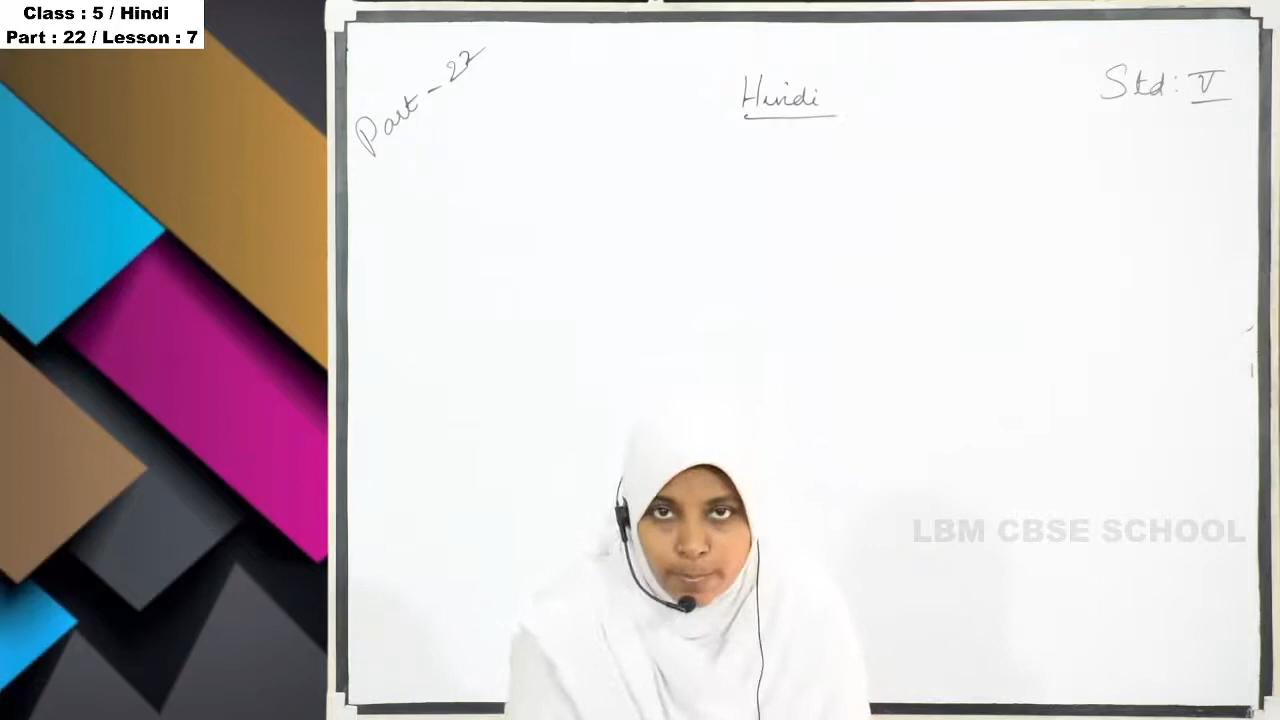 Class : 5 / Hindi
Part : 22 / Lesson : 7
Part - 22
Hindi
Std : V
LBM CBSE SCHOOL